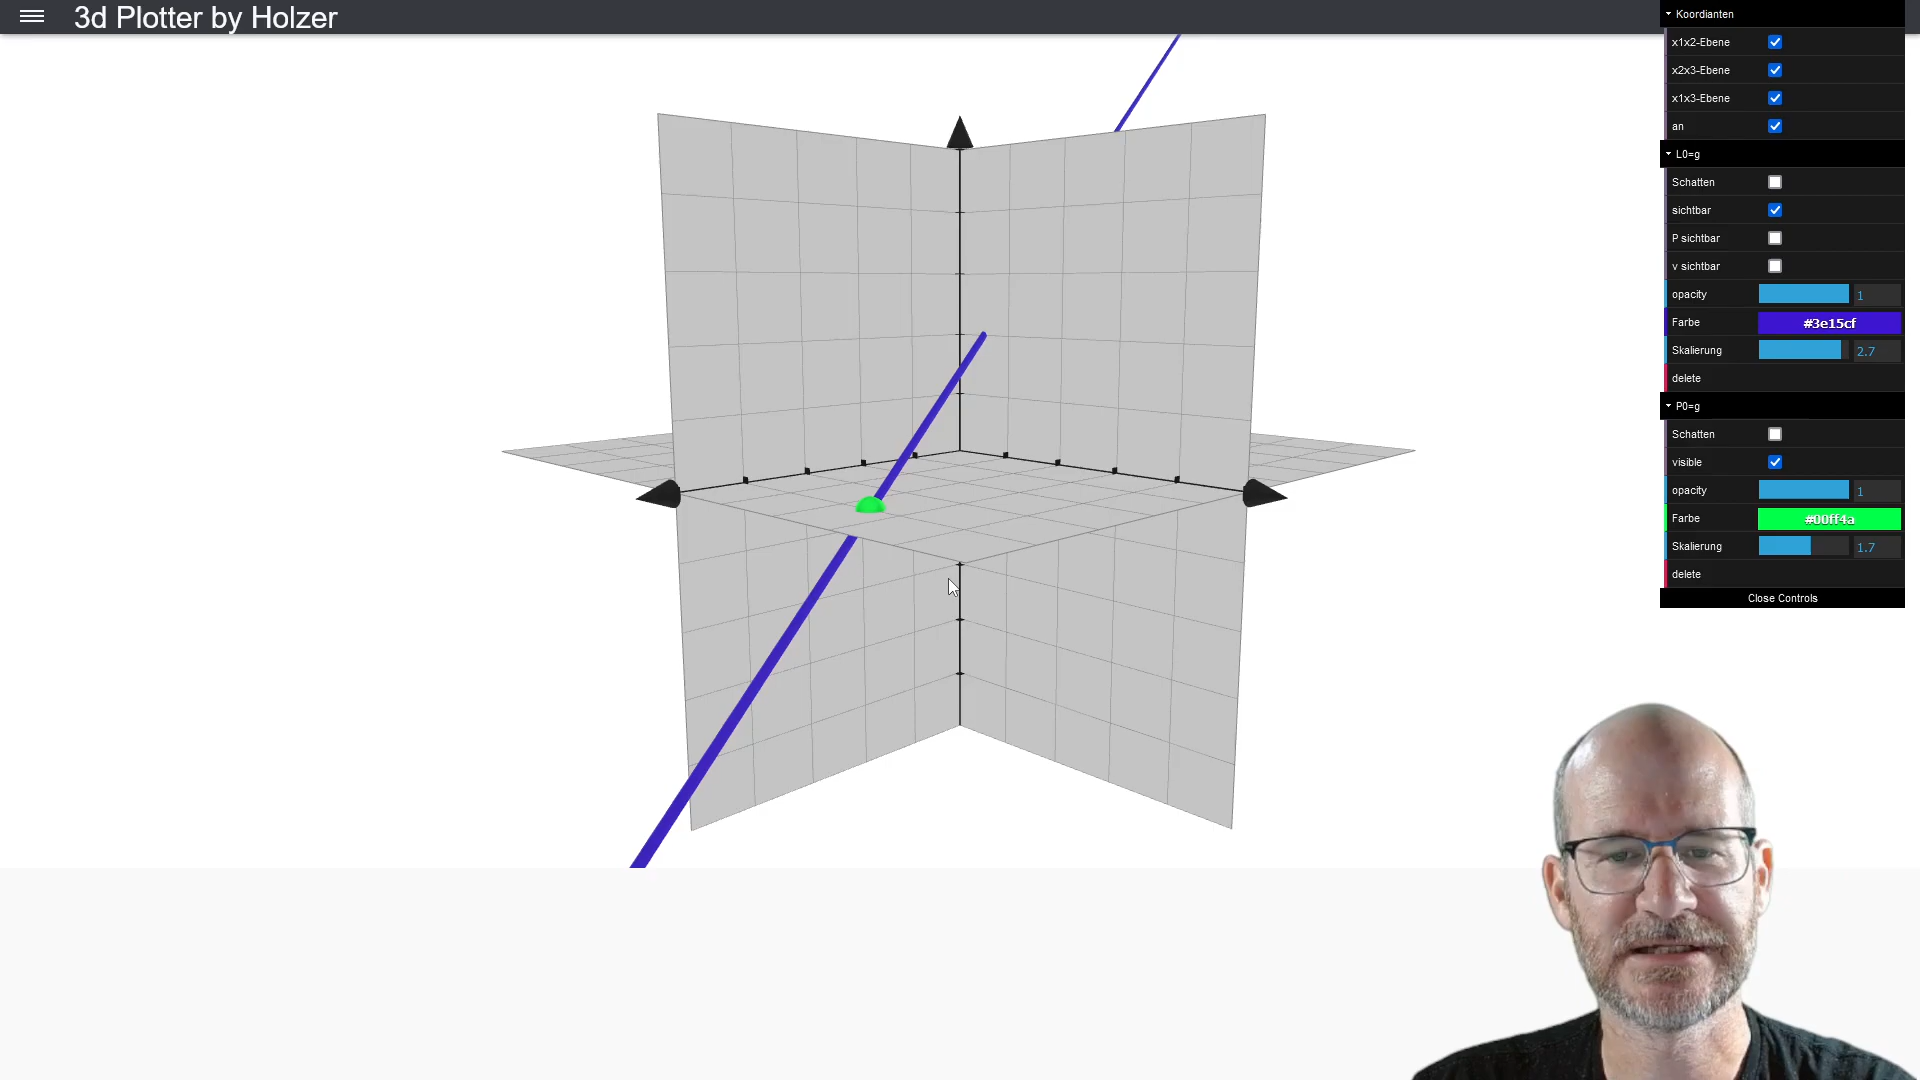 3d Plotter by Holzer
Koordianten
x1x2-Ebene
x2x3-Ebene
x1x3-Ebene
an
L0=g
Schatten
sichtbar
P sichtbar
v sichtbar
opacity 1
Farbe #3e15cf
Skalierung 2.7
delete
P0=g
Schatten
visible
opacity 1
Farbe #00ff4a
Skalierung 1.7
delete
Close Controls